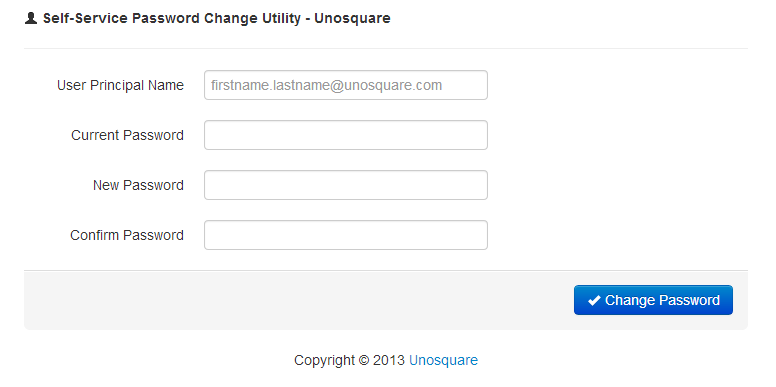 Self-Service Password Change Utility - Unosquare
User Principal Name firstname.lastname@unosquare.com
Current Password
New Password
Confirm Password
Change Password
Copyright © 2013 Unosquare